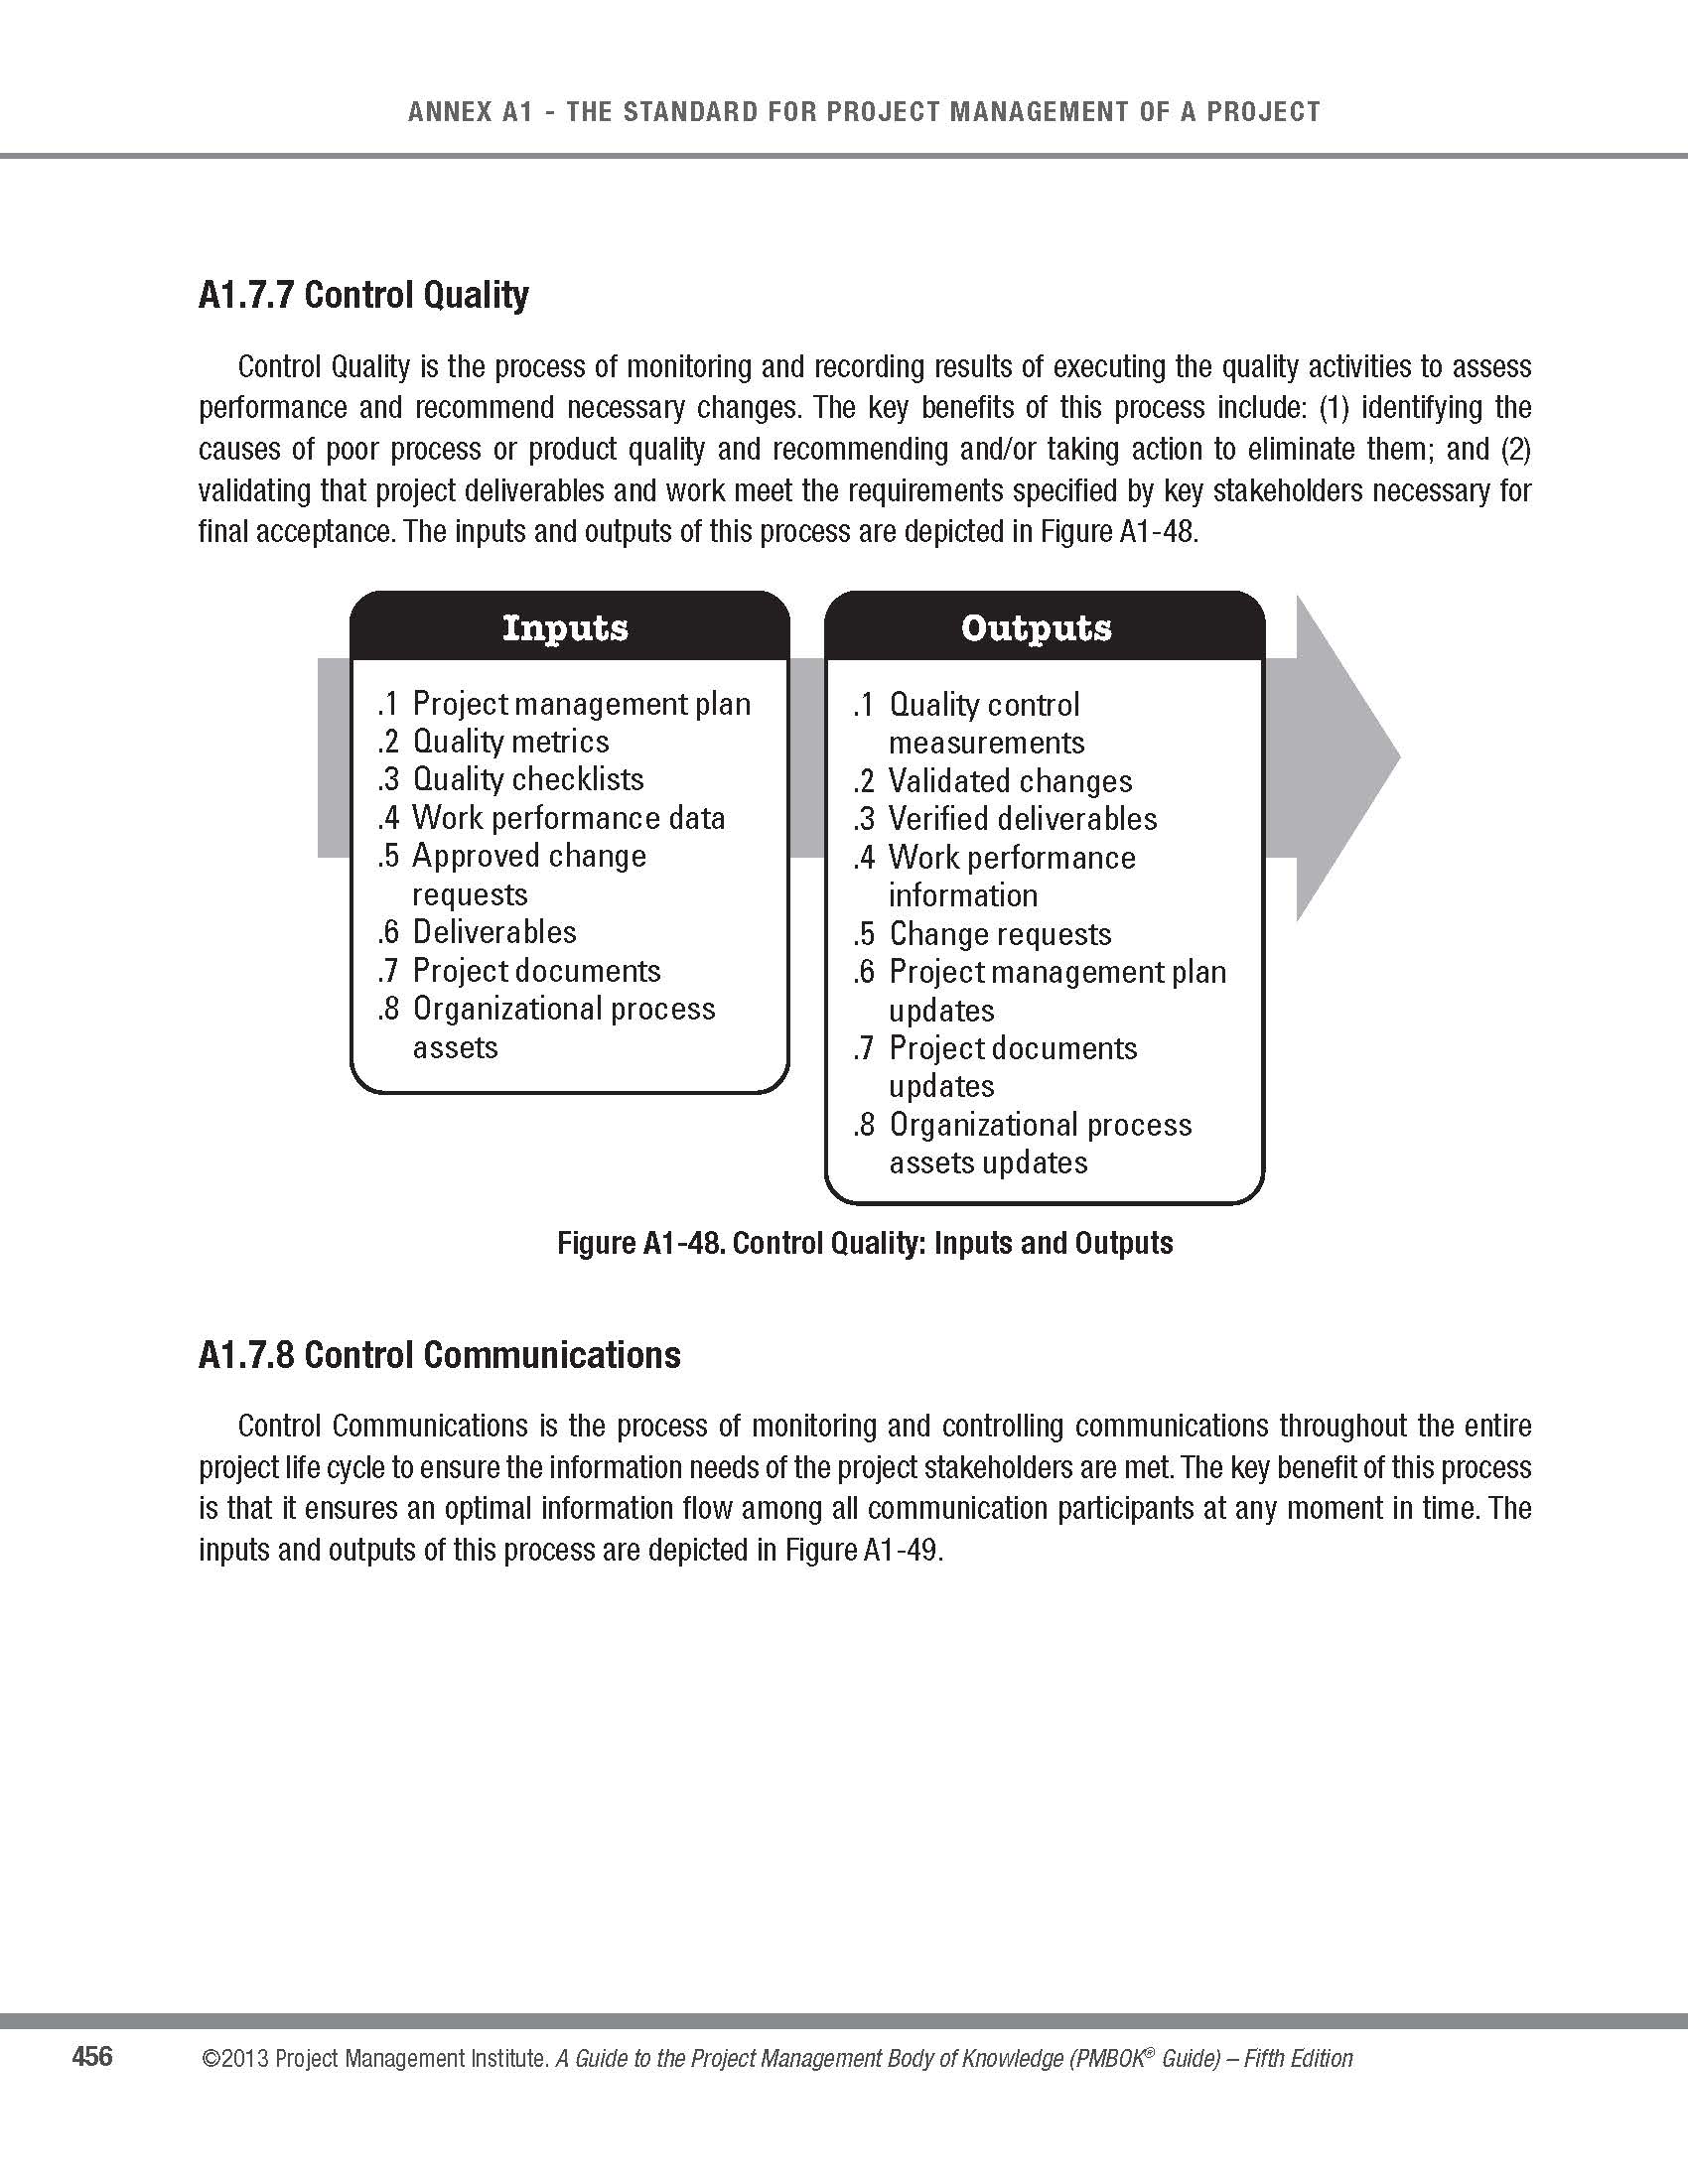 ANNEX A1 - THE STANDARD FOR PROJECT MANAGEMENT OF A PROJECT
A1.7.7 Control Quality
Control Quality is the process of monitoring and recording results of executing the quality activities to assess
performance and recommend necessary changes. The key benefits of this process include: (1) identifying the
causes of poor process or product quality and recommending and/or taking action to eliminate them; and (2)
validating that project deliverables and work meet the requirements specified by key stakeholders necessary for
final acceptance. The inputs and outputs of this process are depicted in Figure A1-48.
Inputs
.1 Project management plan
.2 Quality metrics
.3 Quality checklists
.4 Work performance data
.5 Approved change
requests
.6 Deliverables
.7 Project documents
.8 Organizational process
assets
Outputs
.1 Quality control
measurements
.2 Validated changes
.3 Verified deliverables
.4 Work performance
information
.5 Change requests
.6 Project management plan
updates
.7 Project documents
updates
.8 Organizational process
assets updates
Figure A1-48. Control Quality: Inputs and Outputs
A1.7.8 Control Communications
Control Communications is the process of monitoring and controlling communications throughout the entire
project life cycle to ensure the information needs of the project stakeholders are met. The key benefit of this process
is that it ensures an optimal information flow among all communication participants at any moment in time. The
inputs and outputs of this process are depicted in Figure A1-49.
456 ©2013 Project Management Institute. A Guide to the Project Management Body of Knowledge (PMBOK® Guide) – Fifth Edition